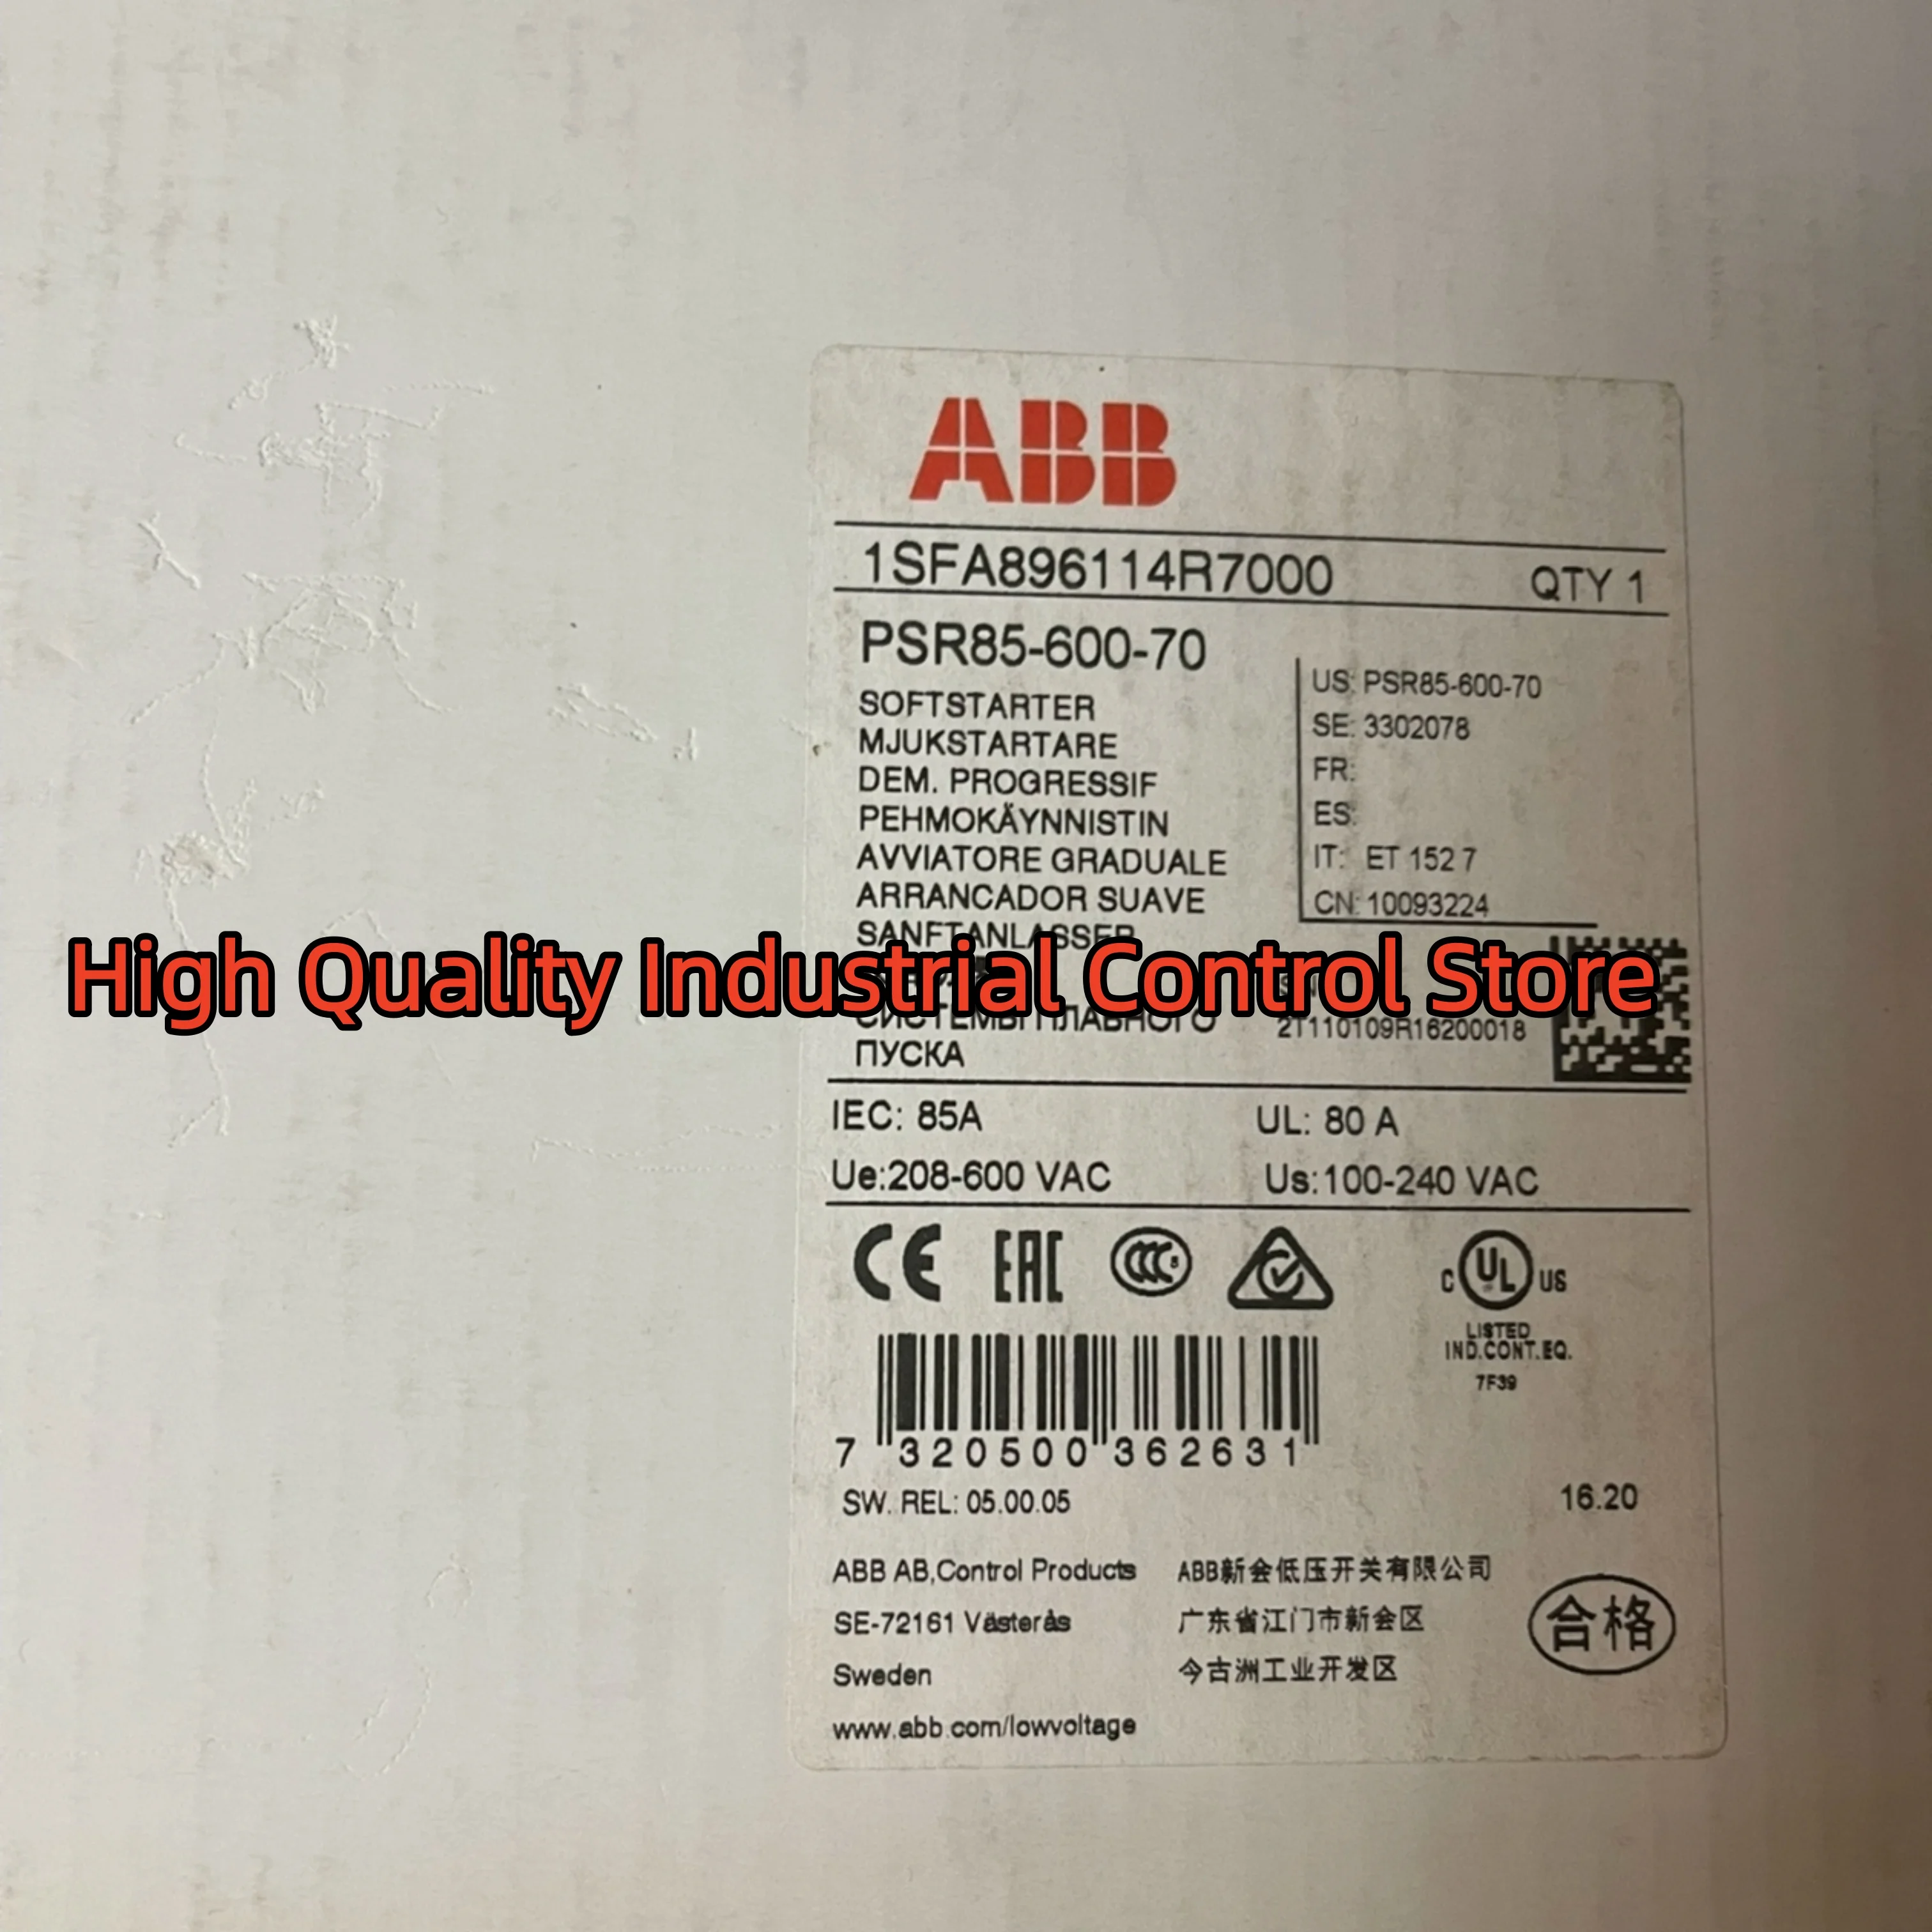 ABB
1SFA896114R7000 QTY 1
PSR85-600-70
SOFTSTARTER
MJUKSTARTARE
DEM. PROGRESSIF
PEHMOKÄYNNISTIN
AVVIATORE GRADUALE
ARRANCADOR SUAVE
SANFTANLASSER
СИСТЕМЫ ПЛАВНОГО
ПУСКА
US: PSR85-600-70
SE: 3302078
FR:
ES:
IT: ET 152 7
CN: 10093224
High Quality Industrial Control Store
2T110109R16200018
IEC: 85A UL: 80 A
Ue:208-600 VAC Us:100-240 VAC
CE EAC CCC S C UL US
LISTED
IND.CONT.EQ.
7F39
7 320500 362631
SW. REL: 05.00.05 16.20
ABB AB,Control Products
SE-72161 Västerås
Sweden
www.abb.com/lowvoltage
ABB新会低压开关有限公司
广东省江门市新会区
今古洲工业开发区
合格